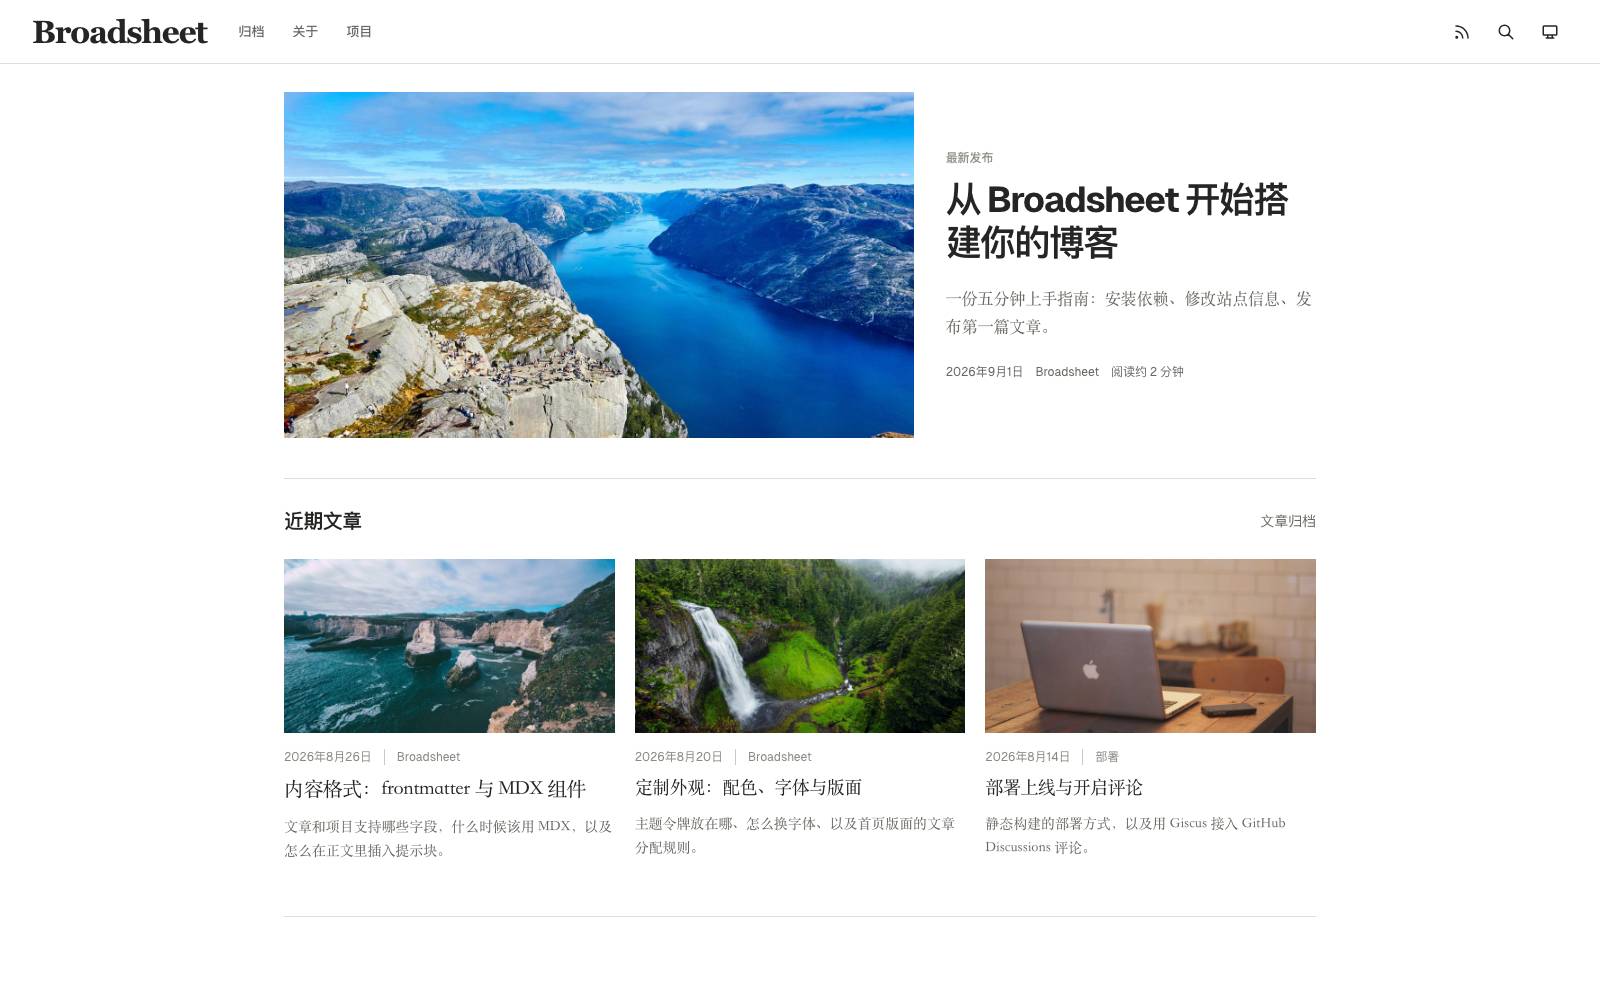 Broadsheet 归档 关于 项目
最新发布
从 Broadsheet 开始搭
建你的博客
一份五分钟上手指南：安装依赖、修改站点信息、发
布第一篇文章。
2026年9月1日 Broadsheet 阅读约 2 分钟
近期文章 文章归档
2026年8月26日 Broadsheet
内容格式：frontmatter 与 MDX 组件
文章和项目支持哪些字段，什么时候该用 MDX，以及
怎么在正文里插入提示块。
2026年8月20日 Broadsheet
定制外观：配色、字体与版面
主题令牌放在哪、怎么换字体、以及首页版面的文章
分配规则。
2026年8月14日 部署
部署上线与开启评论
静态构建的部署方式，以及用 Giscus 接入 GitHub
Discussions 评论。